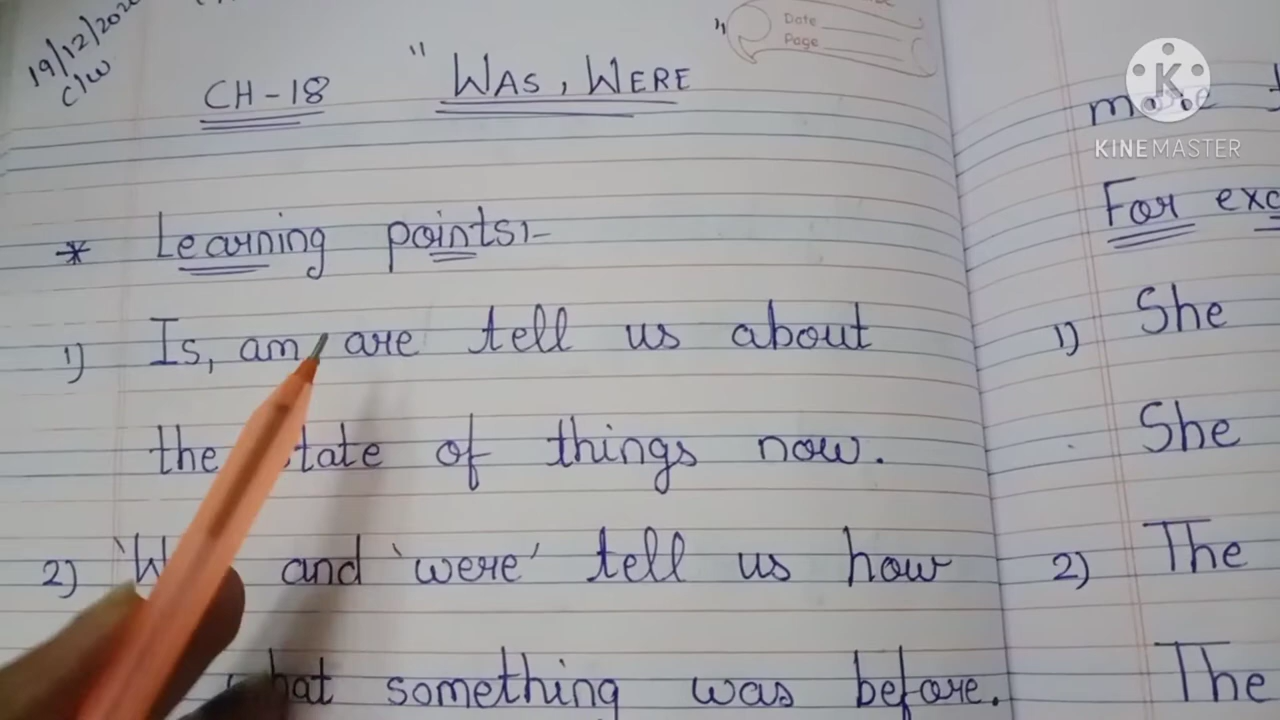 19/12/2020
C/W
CH-18 "WAS, WERE"
Date
Page
KINEMASTER
* Learning points:-
1) Is, am, are tell us about
the state of things now.
2) and 'were' tell us how
something was before.
For
1) She
She
2) The
The